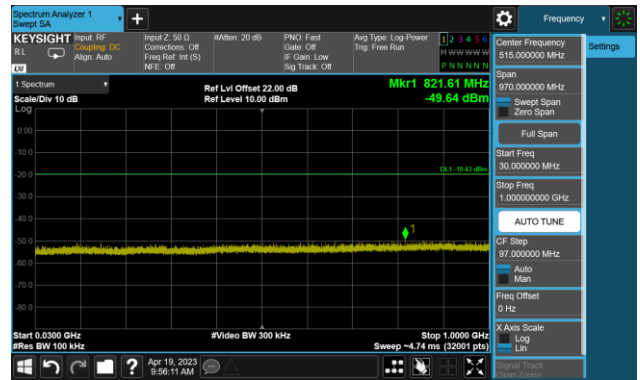 Spectrum Analyzer 1
Swept SA
Frequency
KEYSIGHT
RL
LXI
Input: RF
Coupling: DC
Align: Auto
Input Z: 50 Ω
Corrections: Off
Freq Ref: Int (S)
NFE: Off
#Atten: 20 dB
PNO: Fast
Gate: Off
IF Gain: Low
Sig Track: Off
Avg Type: Log-Power
Trig: Free Run
1 2 3 4 5 6
M W W W W W
P N N N N N
1 Spectrum
Scale/Div 10 dB
Log
Ref Lvl Offset 22.00 dB
Ref Level 10.00 dBm
Mkr1 821.61 MHz
-49.64 dBm
0.00
-10.0
-20.0
-30.0
-40.0
-50.0
-60.0
-70.0
-80.0
DL1 -19.43 dBm
1
Start 0.0300 GHz
#Res BW 100 kHz
#Video BW 300 kHz
Stop 1.0000 GHz
Sweep ~4.74 ms (32001 pts)
?
Apr 19, 2023
9:56:11 AM
Center Frequency
515.000000 MHz
Settings
Span
970.000000 MHz
Swept Span
Zero Span
Full Span
Start Freq
30.000000 MHz
Stop Freq
1.000000000 GHz
AUTO TUNE
CF Step
97.000000 MHz
Auto
Man
Freq Offset
0 Hz
X Axis Scale
Log
Lin
Signal Track
(Span Zoom)